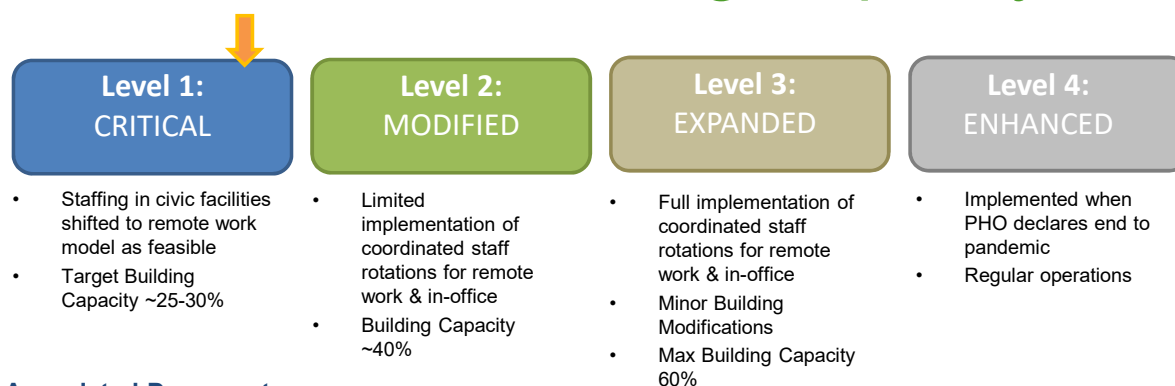 Level 1:
CRITICAL
Level 2:
MODIFIED
Level 3:
EXPANDED
Level 4:
ENHANCED
• Staffing in civic facilities
shifted to remote work
model as feasible
• Target Building
Capacity ~25-30%
• Limited
implementation of
coordinated staff
rotations for remote
work & in-office
• Building Capacity
~40%
• Full implementation of
coordinated staff
rotations for remote
work & in-office
• Minor Building
Modifications
• Max Building Capacity
60%
• Implemented when
PHO declares end to
pandemic
• Regular operations